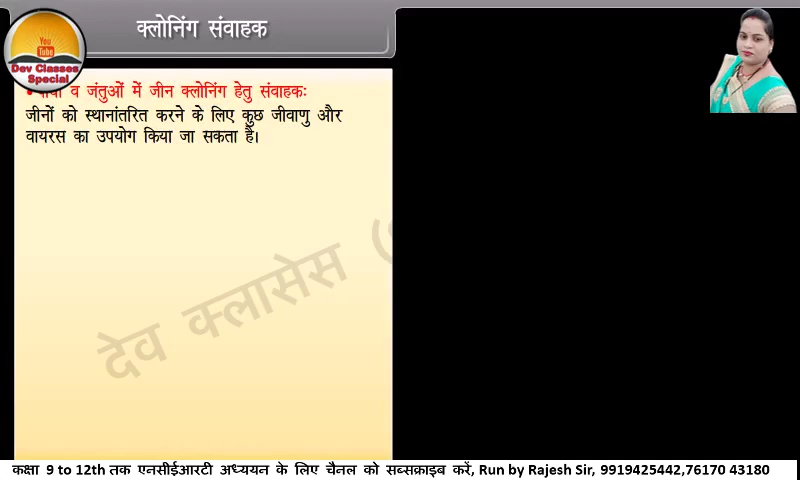 क्लोनिंग संवाहक
You
Tube
Dev Classes
Special
व जंतुओं में जीन क्लोनिंग हेतु संवाहकः
जीनों को स्थानांतरित करने के लिए कुछ जीवाणु और
वायरस का उपयोग किया जा सकता है।
देव क्लासेस (
कक्षा 9 to 12th तक एनसीईआरटी अध्ययन के लिए चैनल को सब्सक्राइब करें, Run by Rajesh Sir, 9919425442,76170 43180